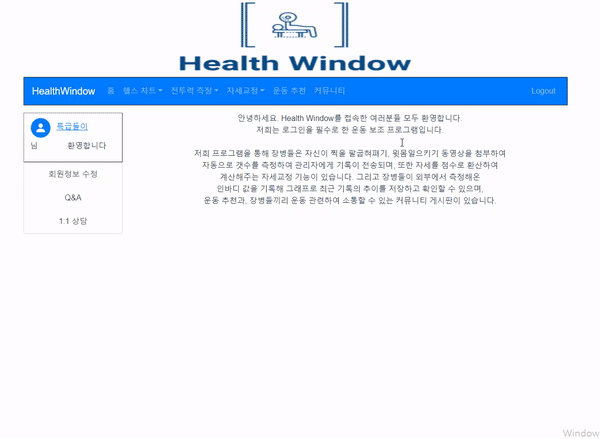 Health Window
HealthWindow 홈 헬스 차트 전투력 측정 자세교정 운동 추천 커뮤니티 Logout
특급들이
님 환영합니다
회원정보 수정
Q&A
1:1 상담
안녕하세요. Health Window를 접속한 여러분들 모두 환영합니다.
저희는 로그인을 필수로 한 운동 보조 프로그램입니다.
저희 프로그램을 통해 장병들은 자신이 찍을 팔굽혀펴기, 윗몸일으키기 동영상을 첨부하여
자동으로 갯수를 측정하여 관리자에게 기록이 전송되며, 또한 자세를 점수로 환산하여
계산해주는 자세교정 기능이 있습니다. 그리고 장병들이 외부에서 측정해온
인바디 값을 기록해 그래프로 최근 기록의 추이를 저장하고 확인할 수 있으며,
운동 추천과, 장병들끼리 운동 관련하여 소통할 수 있는 커뮤니티 게시판이 있습니다.
Window